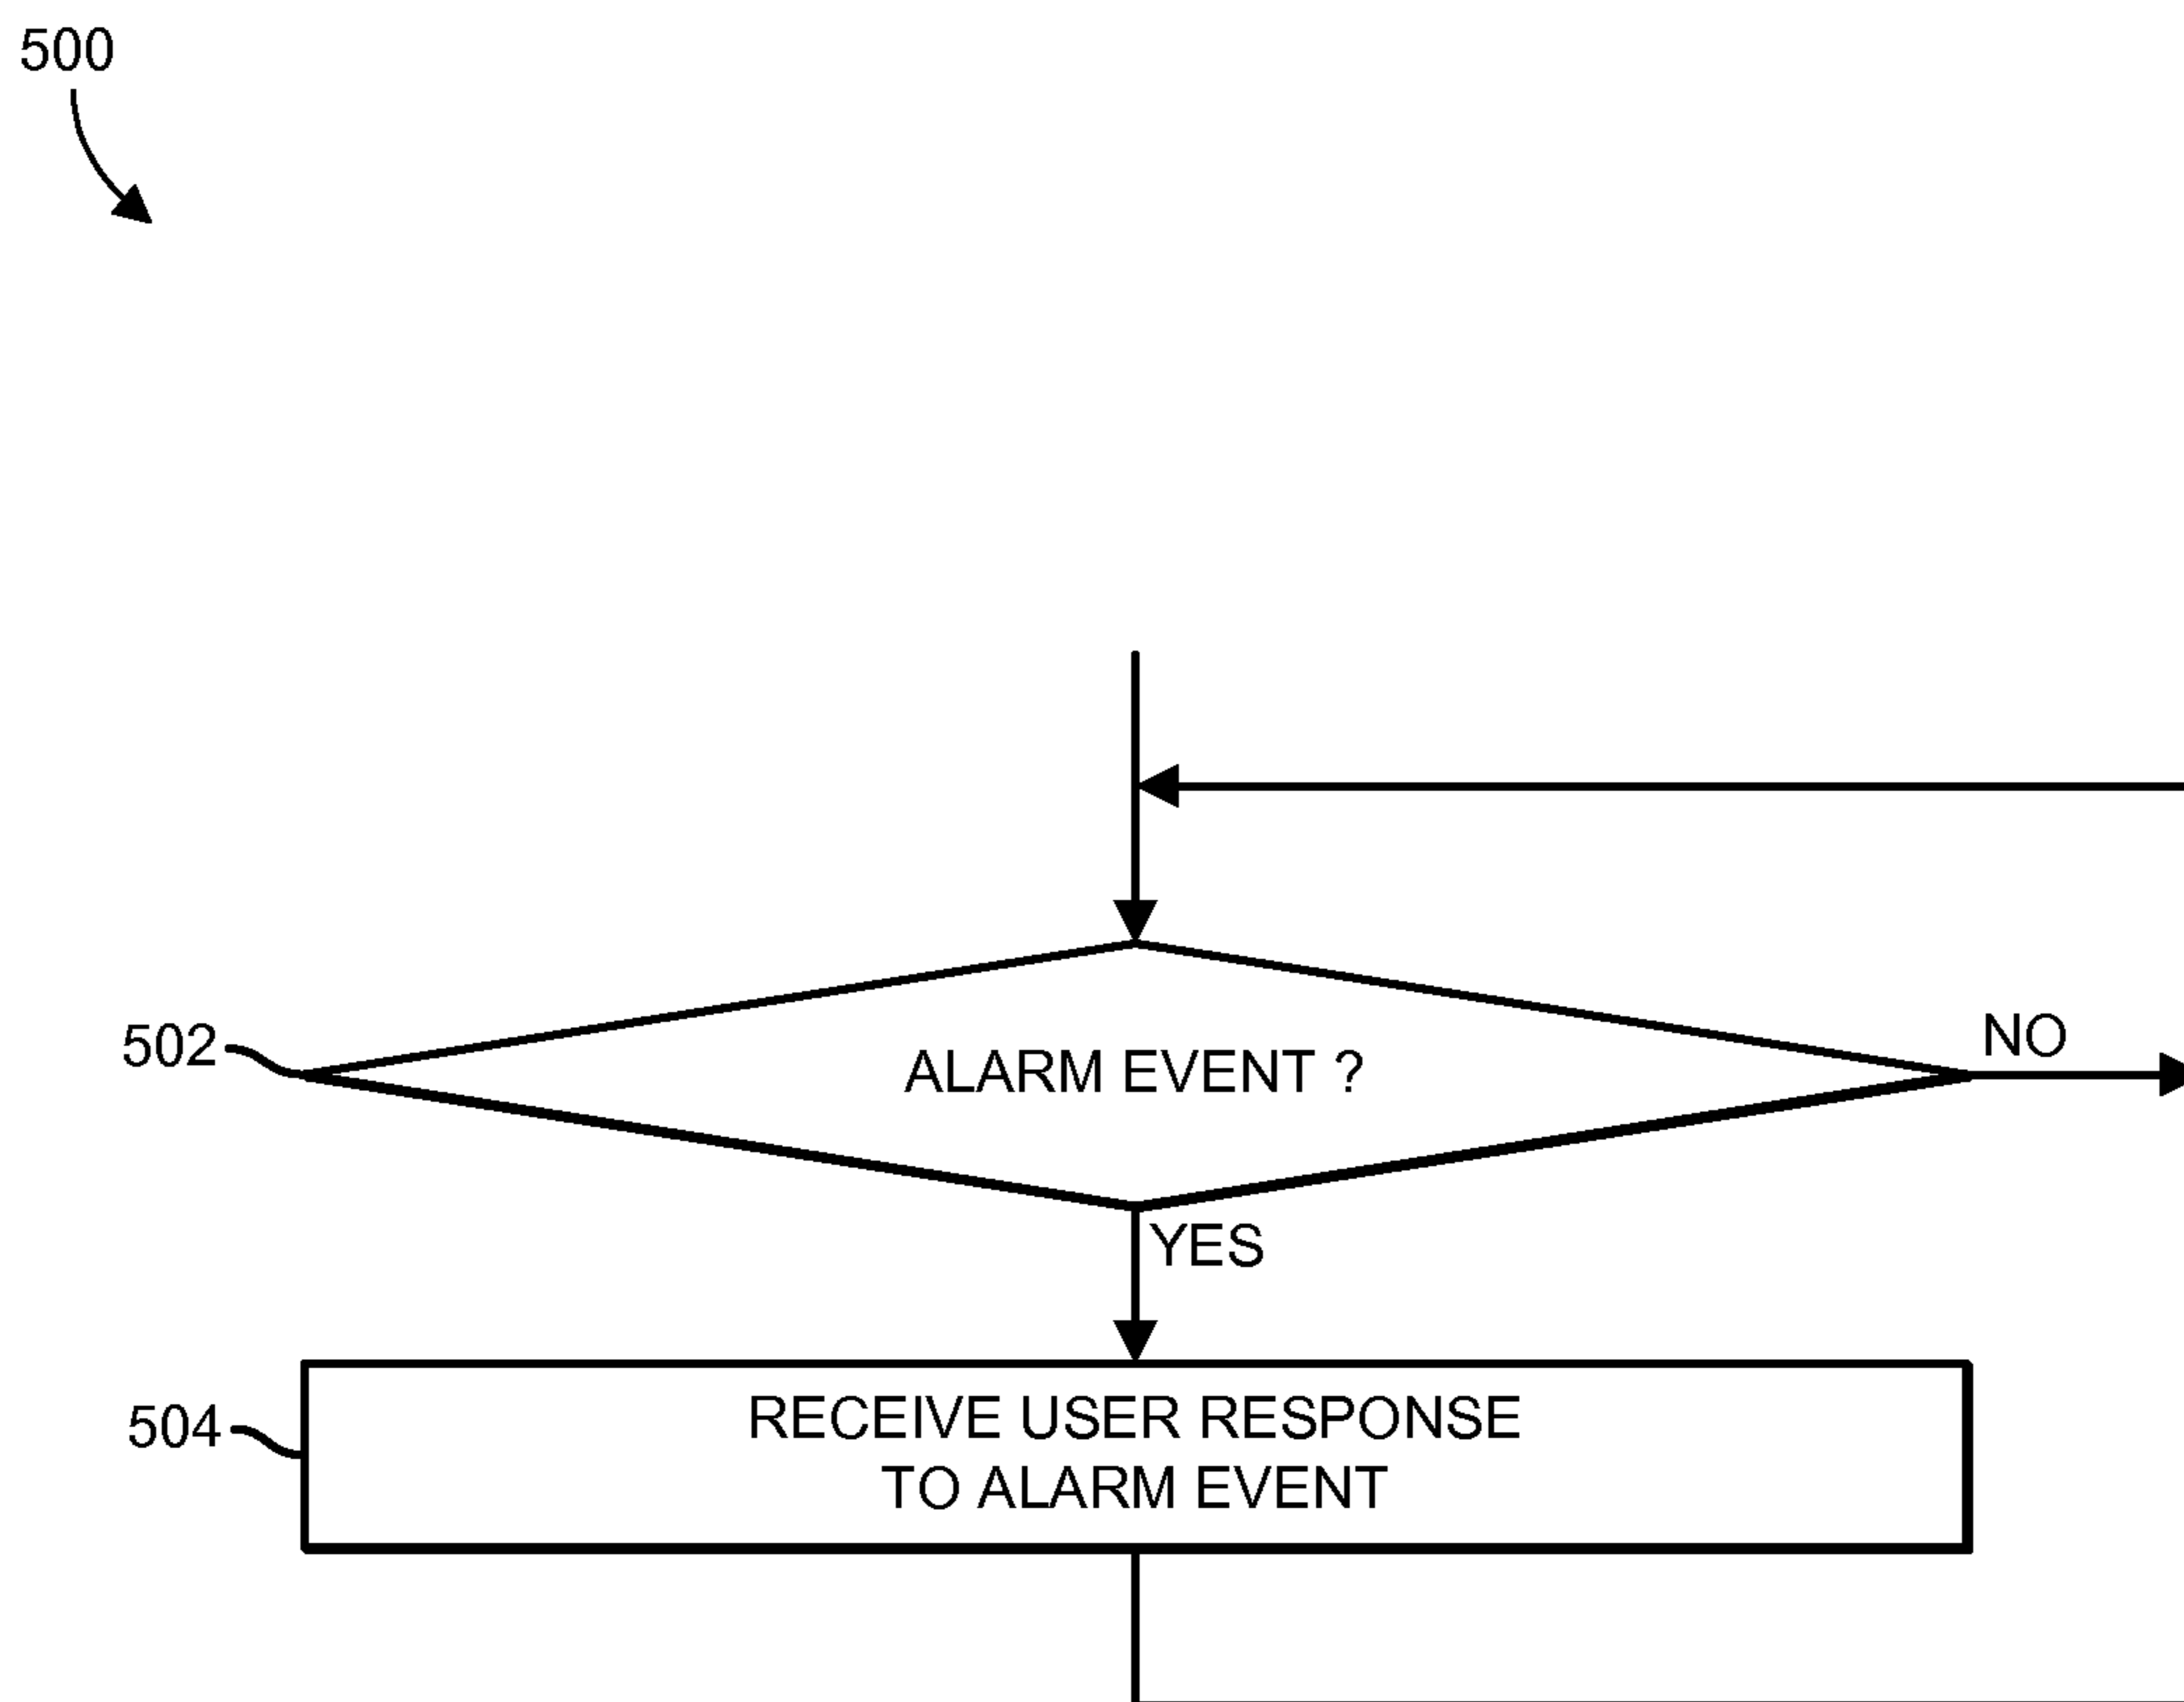 500
502
ALARM EVENT ?
NO
YES
504
RECEIVE USER RESPONSE
TO ALARM EVENT